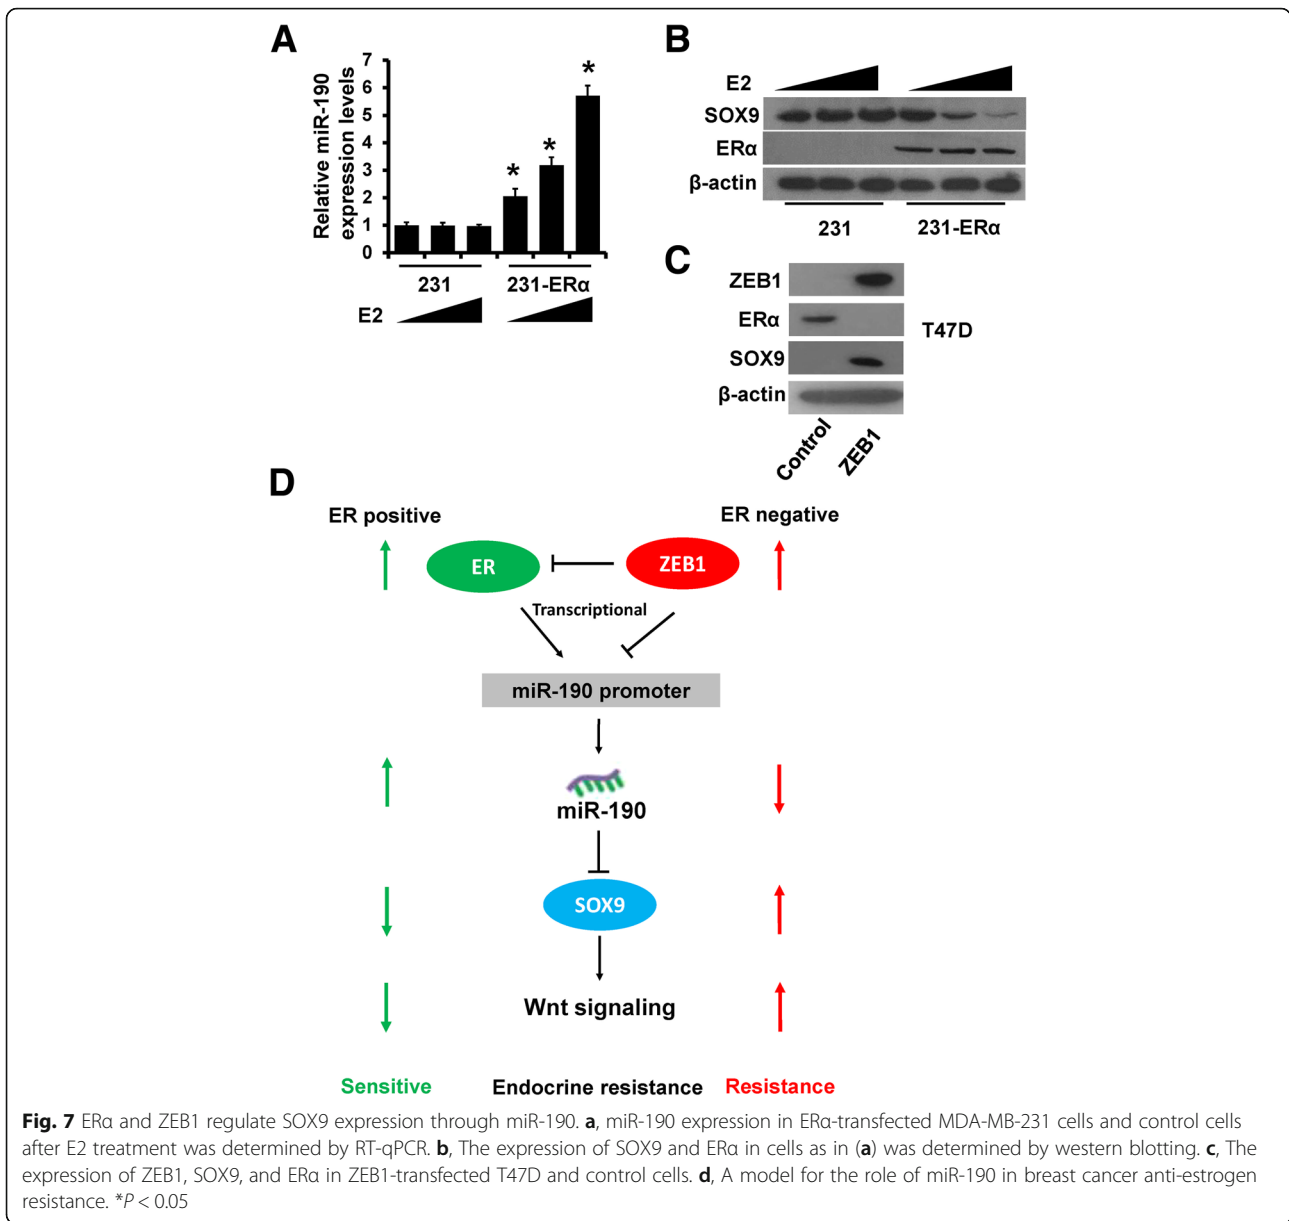 A
Relative miR-190
expression levels
7
6
5
4
3
2
1
0
*
*
*
231
231-ERα
E2
B
E2
SOX9
ERα
β-actin
231
231-ERα
C
ZEB1
ERα
SOX9
β-actin
T47D
Control
ZEB1
D
ER positive
ER negative
ER
ZEB1
Transcriptional
miR-190 promoter
miR-190
SOX9
Wnt signaling
Sensitive
Endocrine resistance
Resistance
Fig. 7 ERα and ZEB1 regulate SOX9 expression through miR-190. a, miR-190 expression in ERα-transfected MDA-MB-231 cells and control cells
after E2 treatment was determined by RT-qPCR. b, The expression of SOX9 and ERα in cells as in (a) was determined by western blotting. c, The
expression of ZEB1, SOX9, and ERα in ZEB1-transfected T47D and control cells. d, A model for the role of miR-190 in breast cancer anti-estrogen
resistance. *P < 0.05